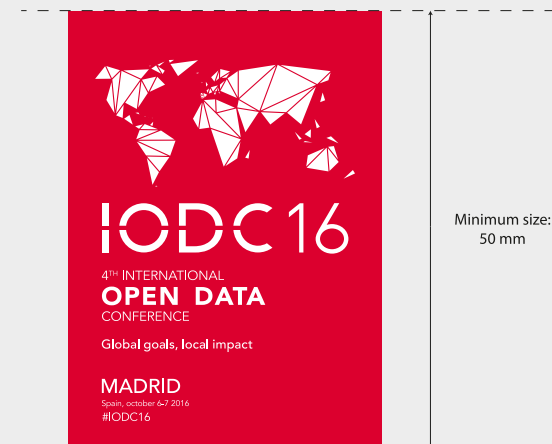 IODC16
4TH INTERNATIONAL
OPEN DATA
CONFERENCE
Global goals, local impact
MADRID
Spain, october 6-7 2016
#IODC16
Minimum size:
50 mm